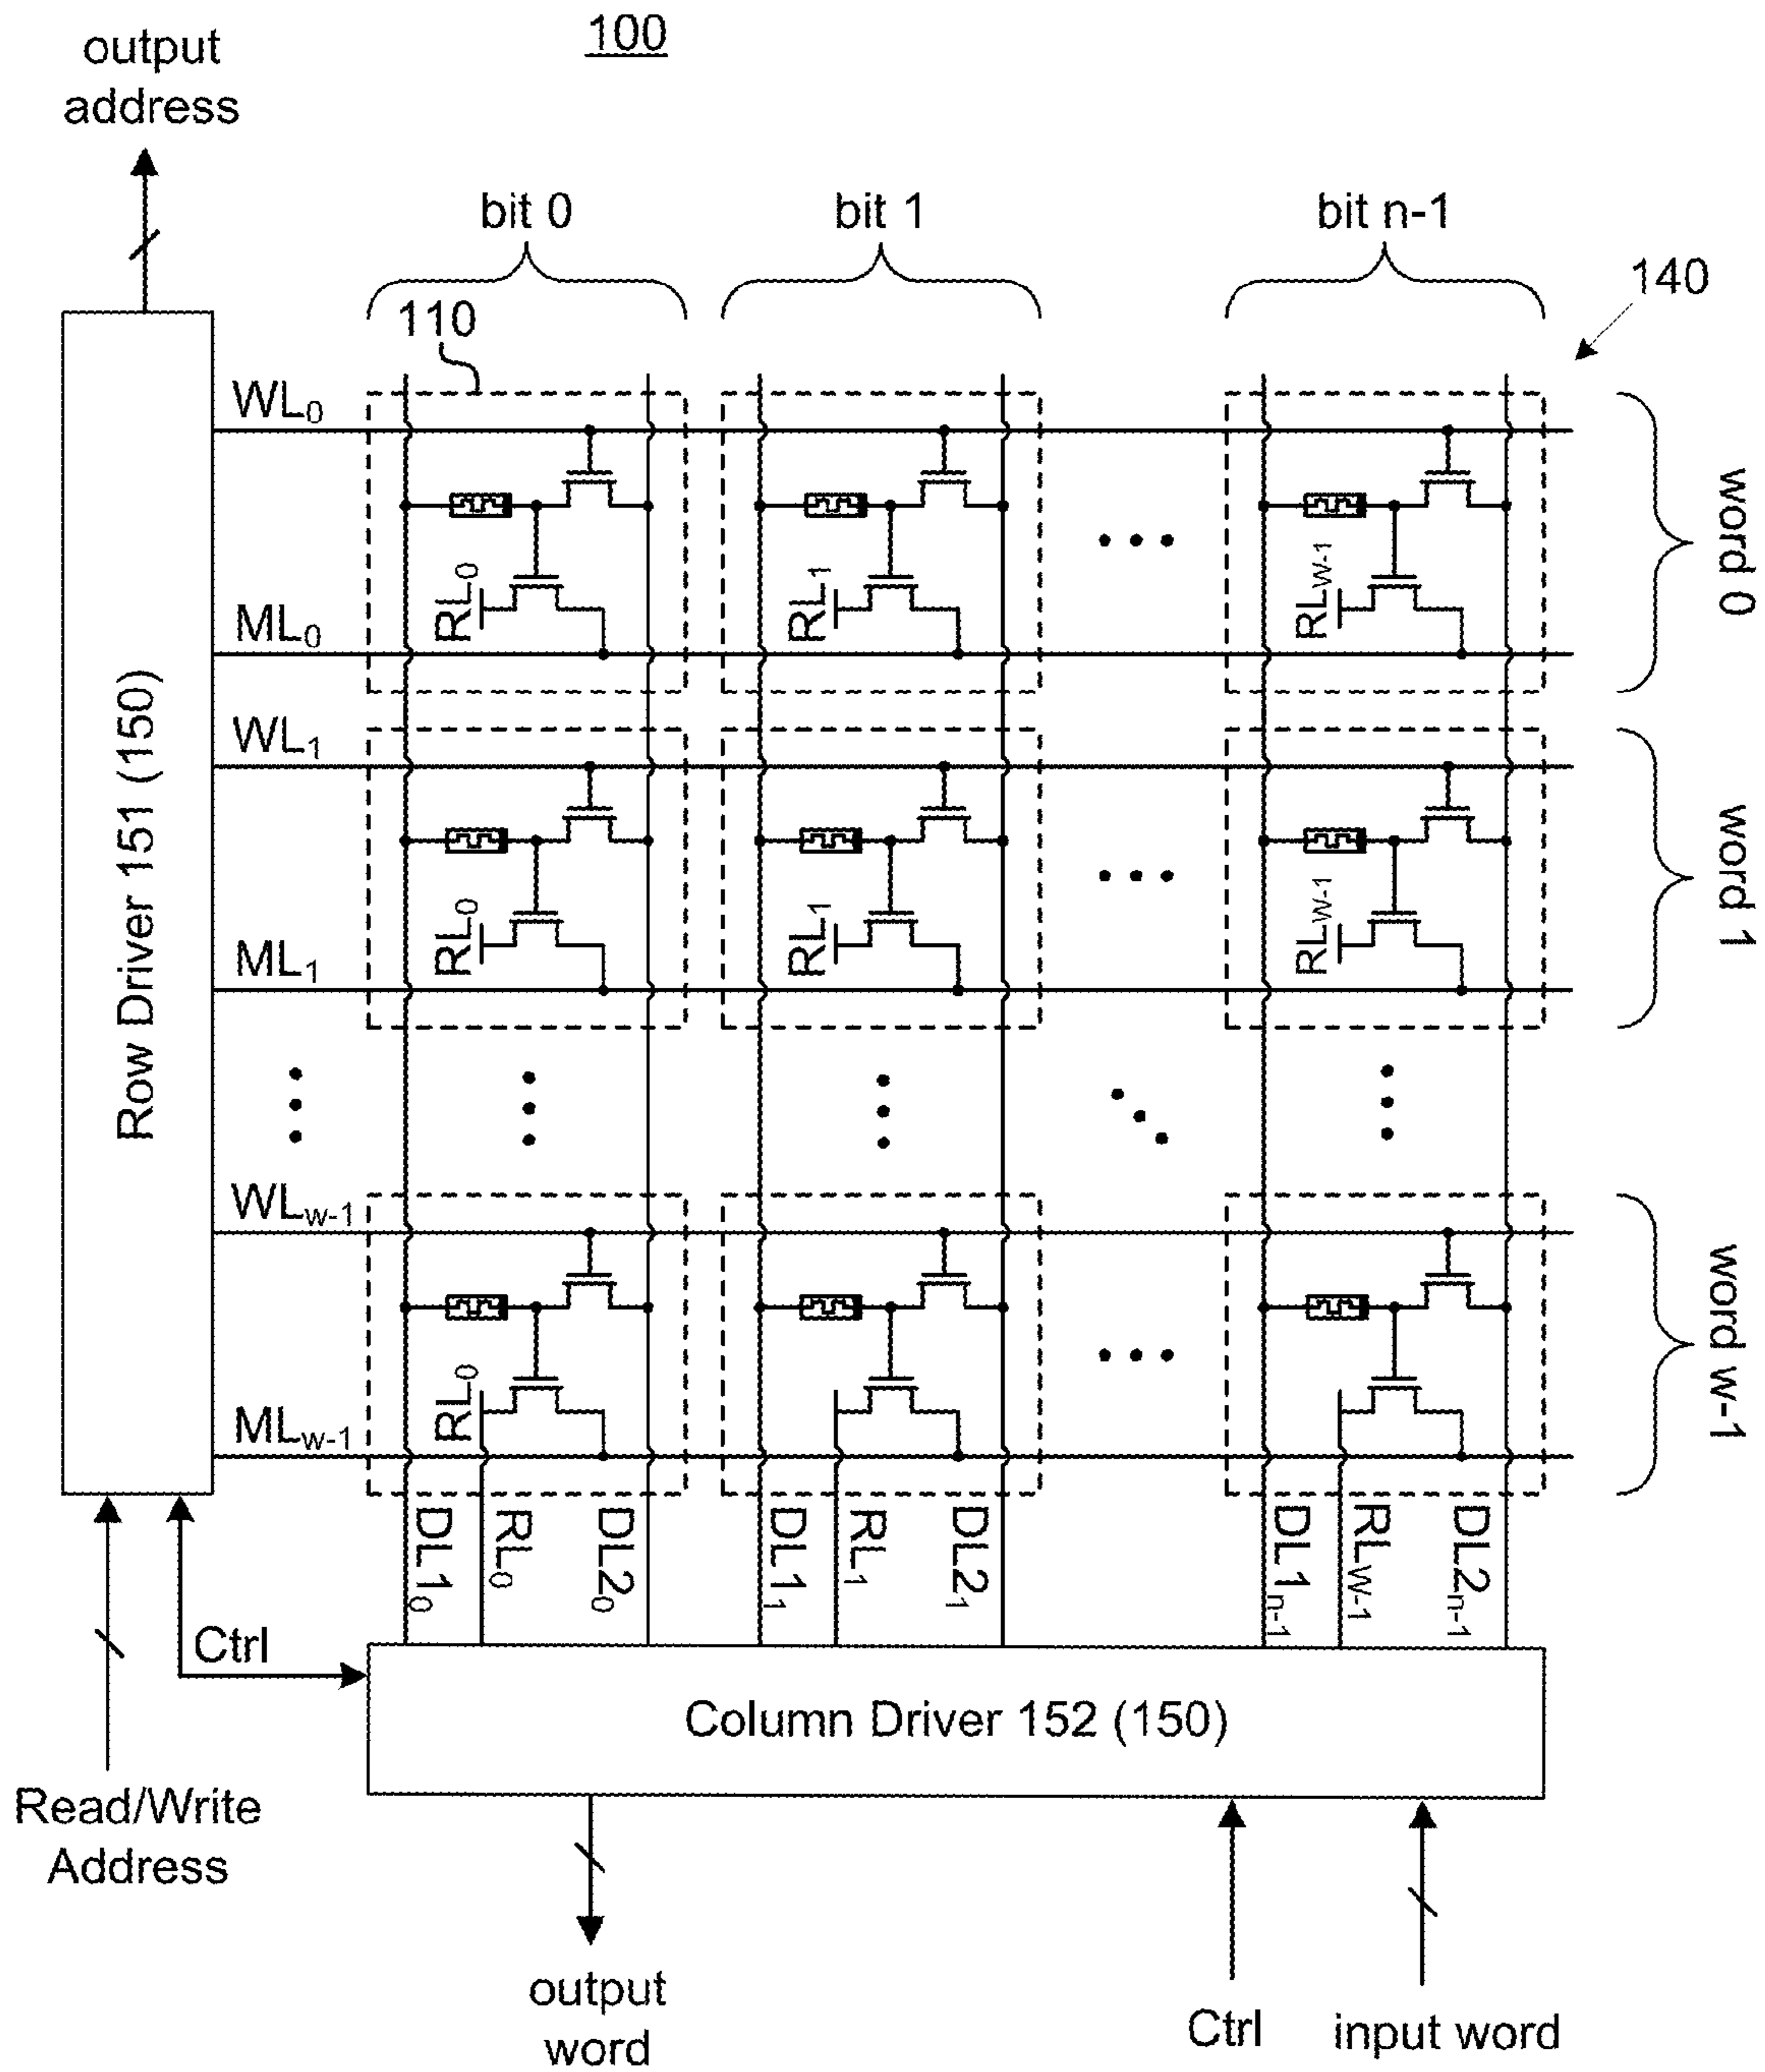 100
output
address
bit 0
bit 1
bit n-1
140
110
WL₀
RL₀
RL₁
RLW-1
word 0
ML₀
Row Driver 151 (150)
WL₁
RL₀
RL₁
RLW-1
word 1
ML₁
WLw-1
RL₀
word w-1
MLw-1
DL1₀
RL₀
DL2₀
DL1₁
RL₁
DL2₁
DL1n-1
RLW-1
DL2n-1
Ctrl
Column Driver 152 (150)
Read/Write
Address
output
word
Ctrl
input word